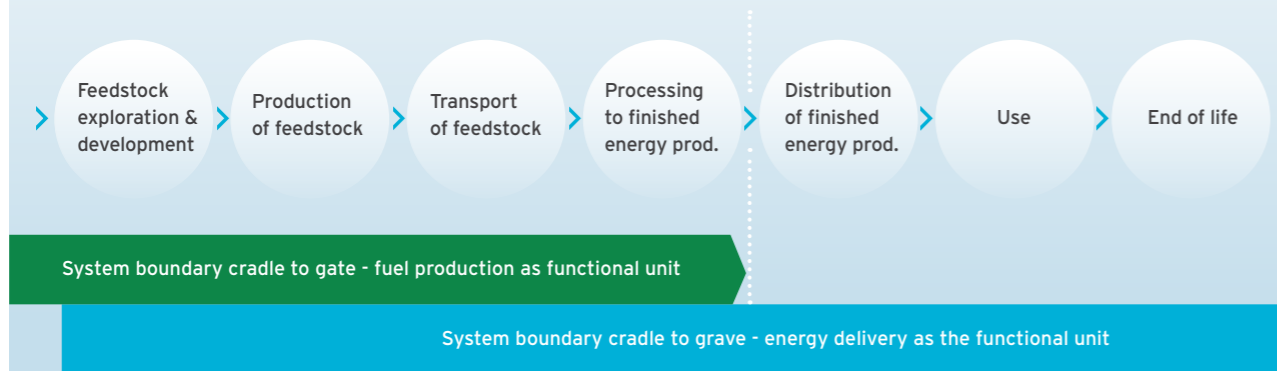 Feedstock
exploration &
development
Production
of feedstock
Transport
of feedstock
Processing
to finished
energy prod.
Distribution
of finished
energy prod.
Use
End of life
System boundary cradle to gate - fuel production as functional unit
System boundary cradle to grave - energy delivery as the functional unit